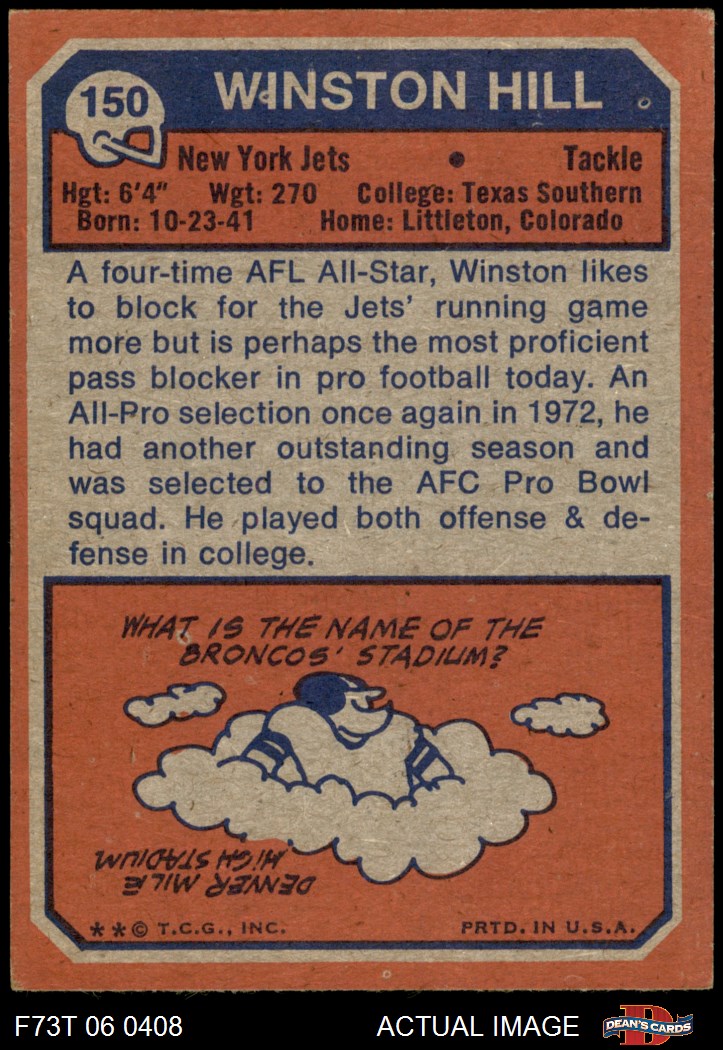 150
WINSTON HILL
New York Jets • Tackle
Hgt: 6'4" Wgt: 270 College: Texas Southern
Born: 10-23-41 Home: Littleton, Colorado
A four-time AFL All-Star, Winston likes
to block for the Jets' running game
more but is perhaps the most proficient
pass blocker in pro football today. An
All-Pro selection once again in 1972, he
had another outstanding season and
was selected to the AFC Pro Bowl
squad. He played both offense & de-
fense in college.
WHAT IS THE NAME OF THE
BRONCOS' STADIUM?
DENVER MILE
HIGH STADIUM
**© T.C.G., INC. PRTD. IN U.S.A.
F73T 06 0408 ACTUAL IMAGE D DEAN'S CARDS